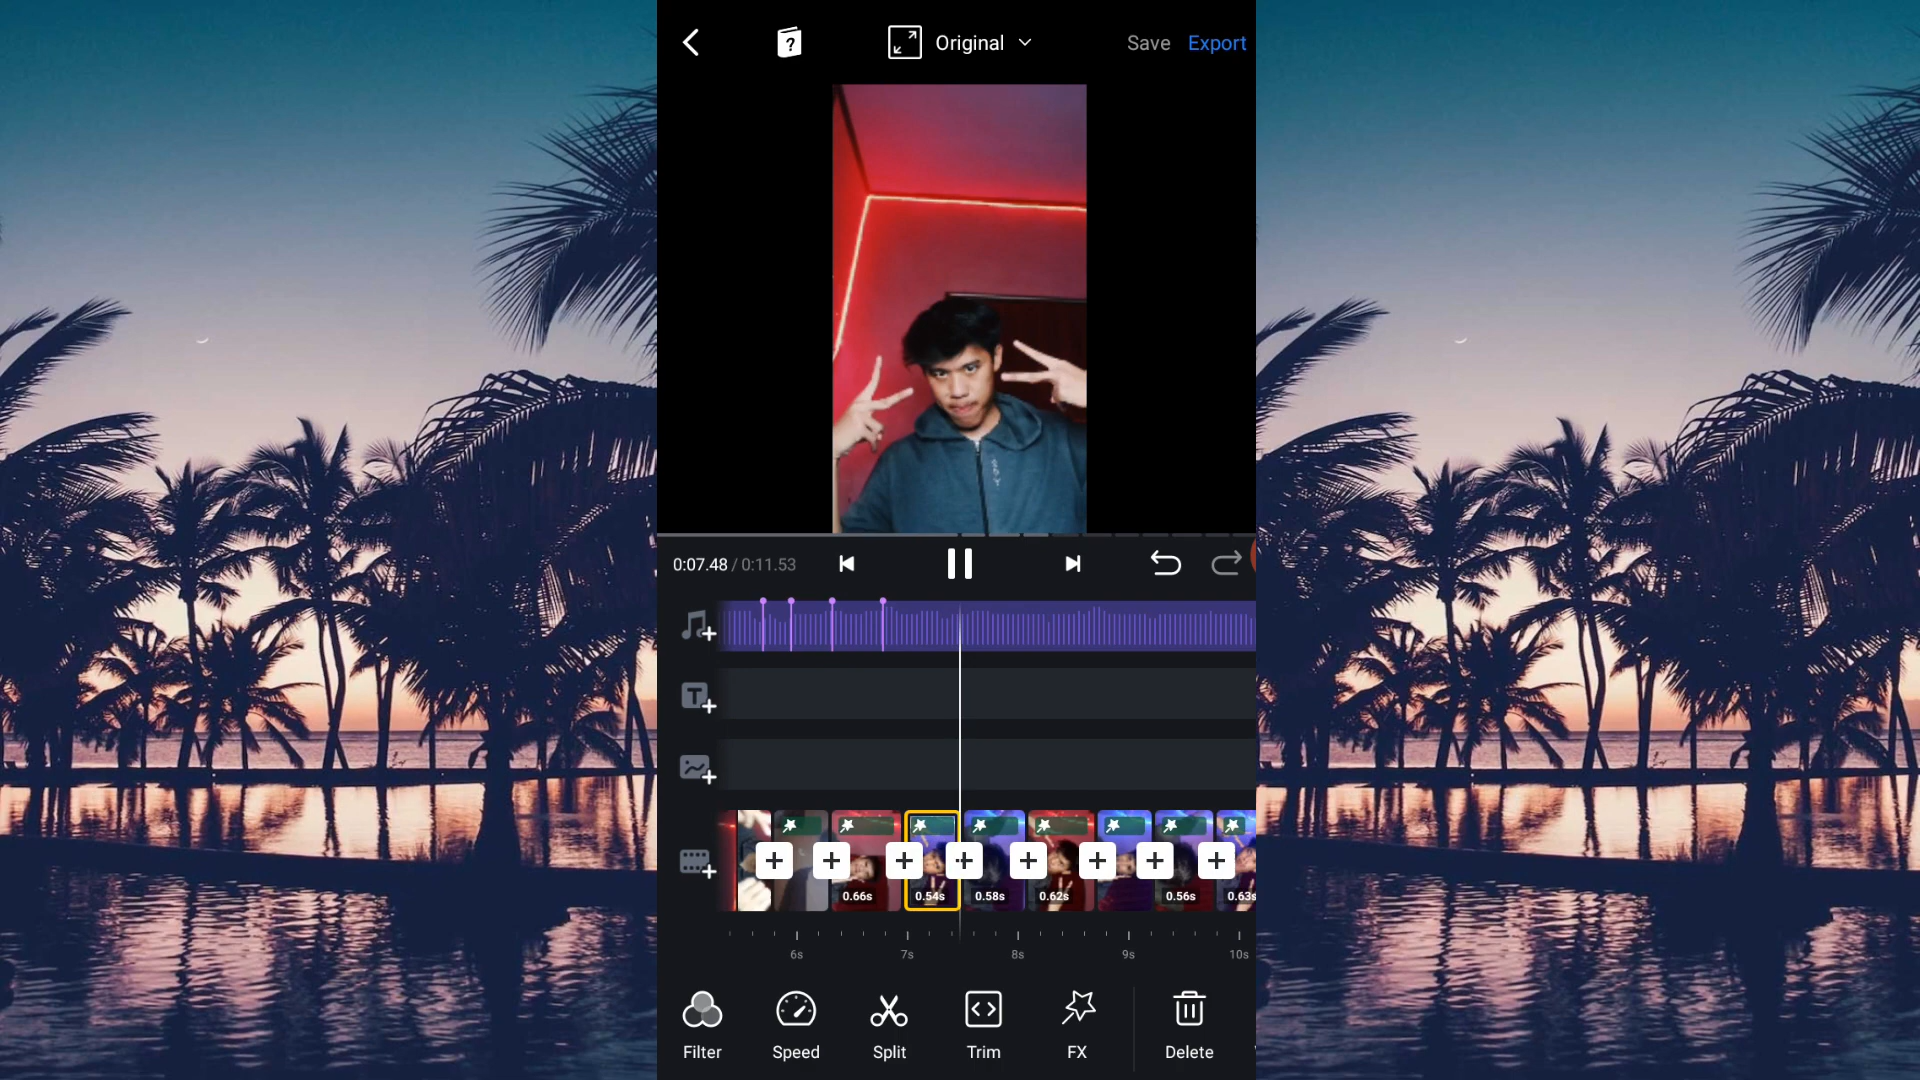 Original
Save
Export
0:07.48 / 0:11.53
0.66s
0.54s
0.58s
0.62s
0.56s
0.63s
6s
7s
8s
9s
10s
Filter
Speed
Split
Trim
FX
Delete